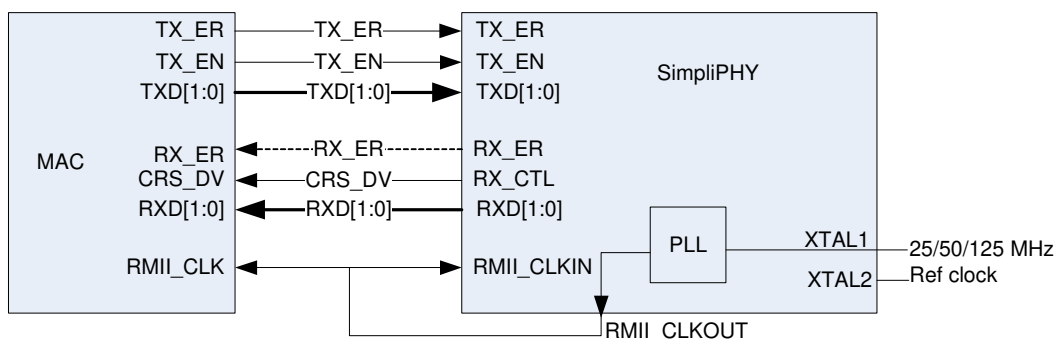 TX_ER TX_ER TX_ER
TX_EN TX_EN TX_EN
SimpliPHY
TXD[1:0] TXD[1:0] TXD[1:0]
MAC
RX_ER RX_ER RX_ER
CRS_DV CRS_DV RX_CTL
RXD[1:0] RXD[1:0] RXD[1:0]
PLL
XTAL1
25/50/125 MHz
RMII_CLK
RMII_CLKIN
XTAL2
Ref clock
RMII_CLKOUT